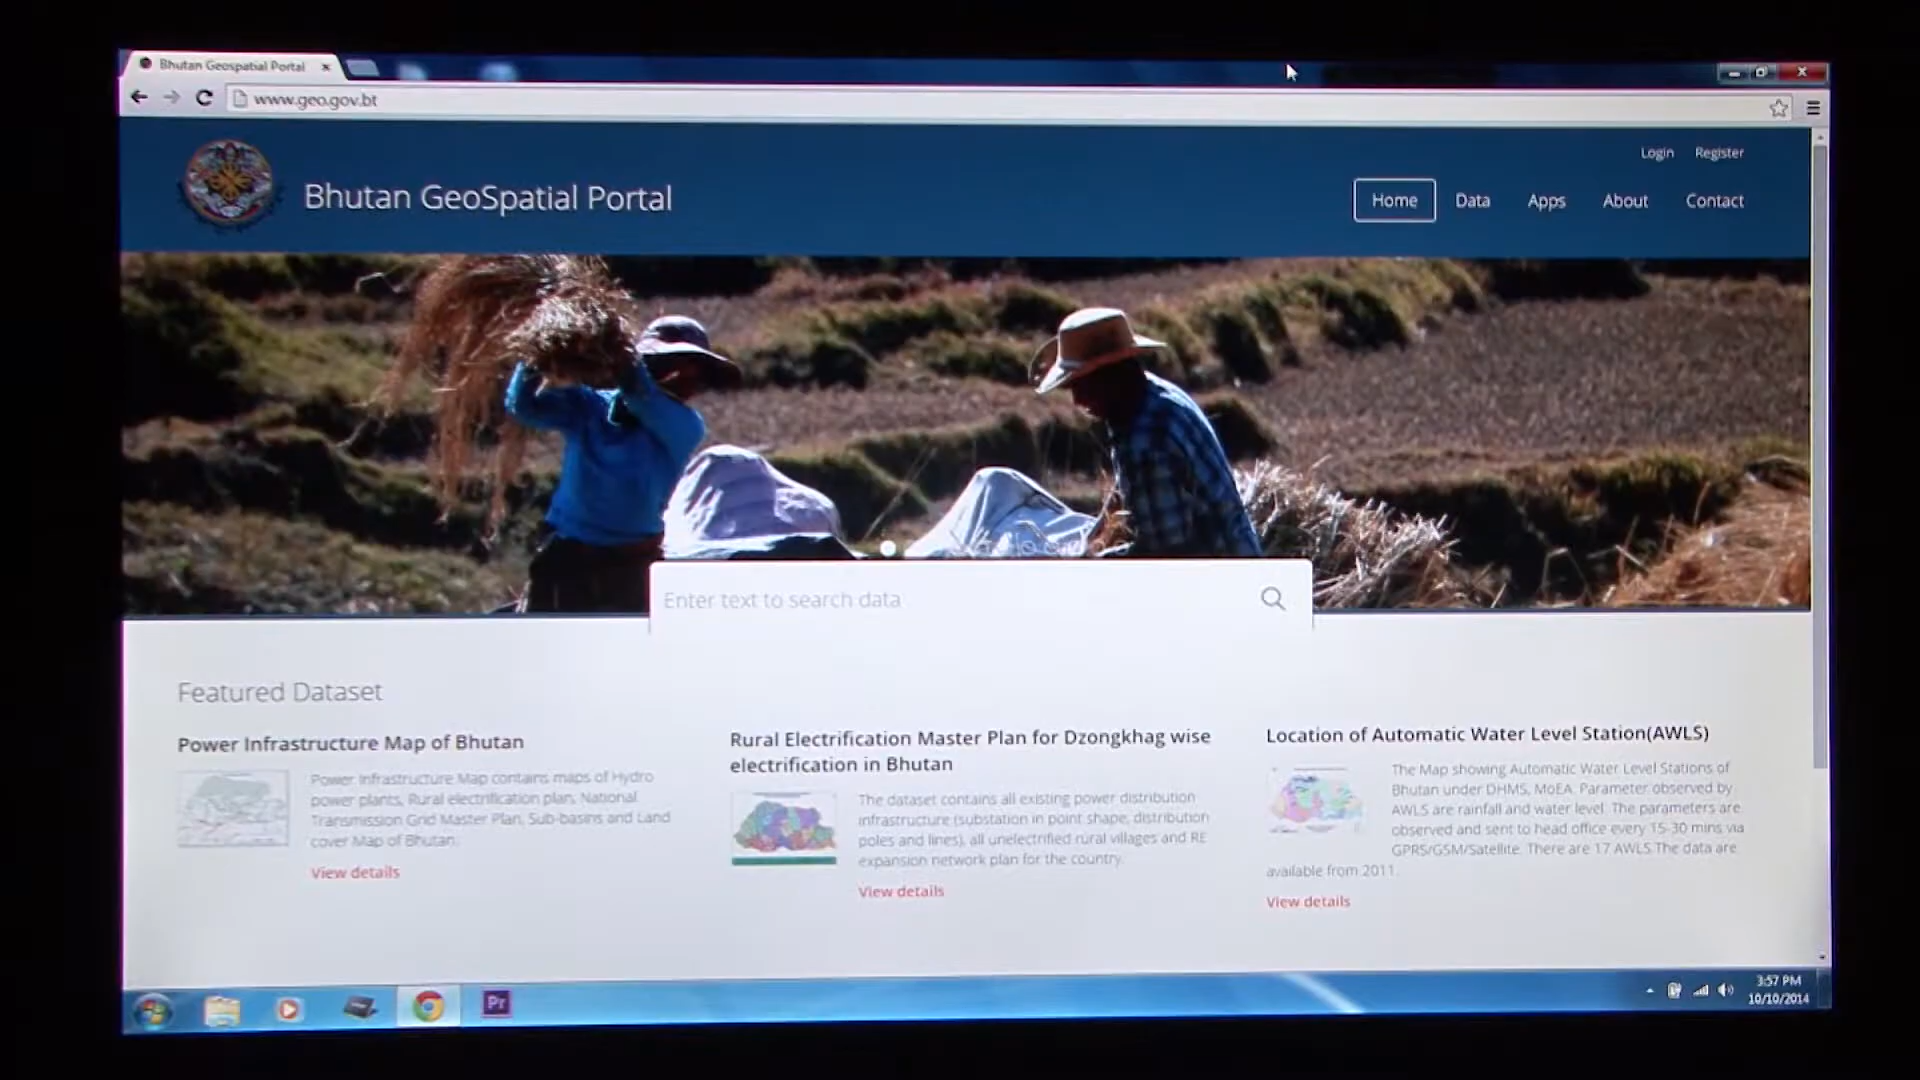 Bhutan Geospatial Portal
www.geo.gov.bt
Login Register
Bhutan GeoSpatial Portal
Home Data Apps About Contact
Enter text to search data
Featured Dataset
Power Infrastructure Map of Bhutan
Power Infrastructure Map contains maps of Hydro
power plants, Rural electrification plan, National
Transmission Grid Master Plan, Sub-basins and Land
cover Map of Bhutan.
View details
Rural Electrification Master Plan for Dzongkhag wise
electrification in Bhutan
The dataset contains all existing power distribution
infrastructure (substation in point shape, distribution
poles and lines), all unelectrified rural villages and RE
expansion network plan for the country.
View details
Location of Automatic Water Level Station(AWLS)
The Map showing Automatic Water Level Stations of
Bhutan under DHMS, MoEA. Parameter observed by
AWLS are rainfall and water level. The parameters are
observed and sent to head office every 15-30 mins via
GPRS/GSM/Satellite. There are 17 AWLS.The data are
available from 2011.
View details
Pr
3:57 PM
10/10/2014